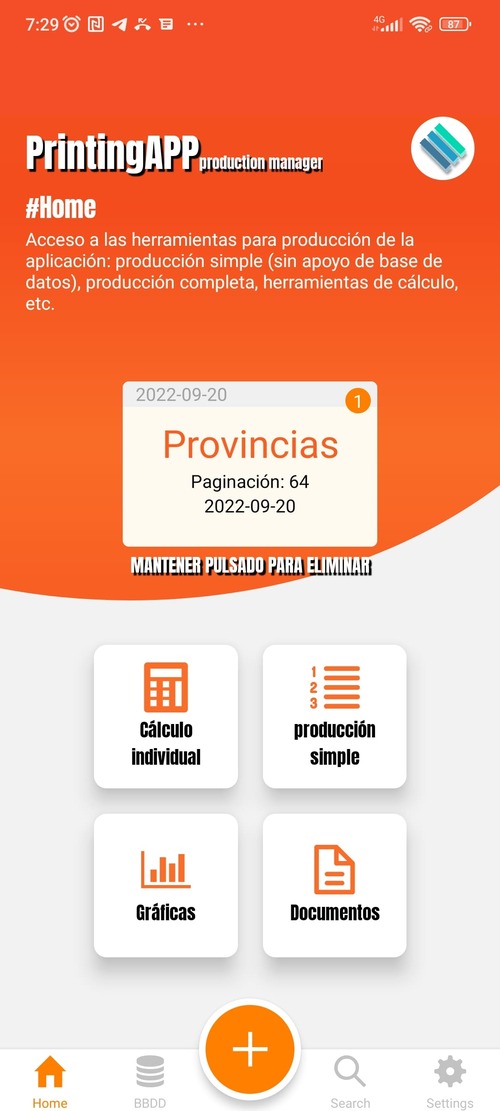 7:29
4G
87
PrintingAPP production manager
#Home
Acceso a las herramientas para producción de la
aplicación: producción simple (sin apoyo de base de
datos), producción completa, herramientas de cálculo,
etc.
2022-09-20
1
Provincias
Paginación: 64
2022-09-20
MANTENER PULSADO PARA ELIMINAR
1
2
3
Cálculo
individual
producción
simple
Gráficas
Documentos
Home
BBDD
Search
Settings